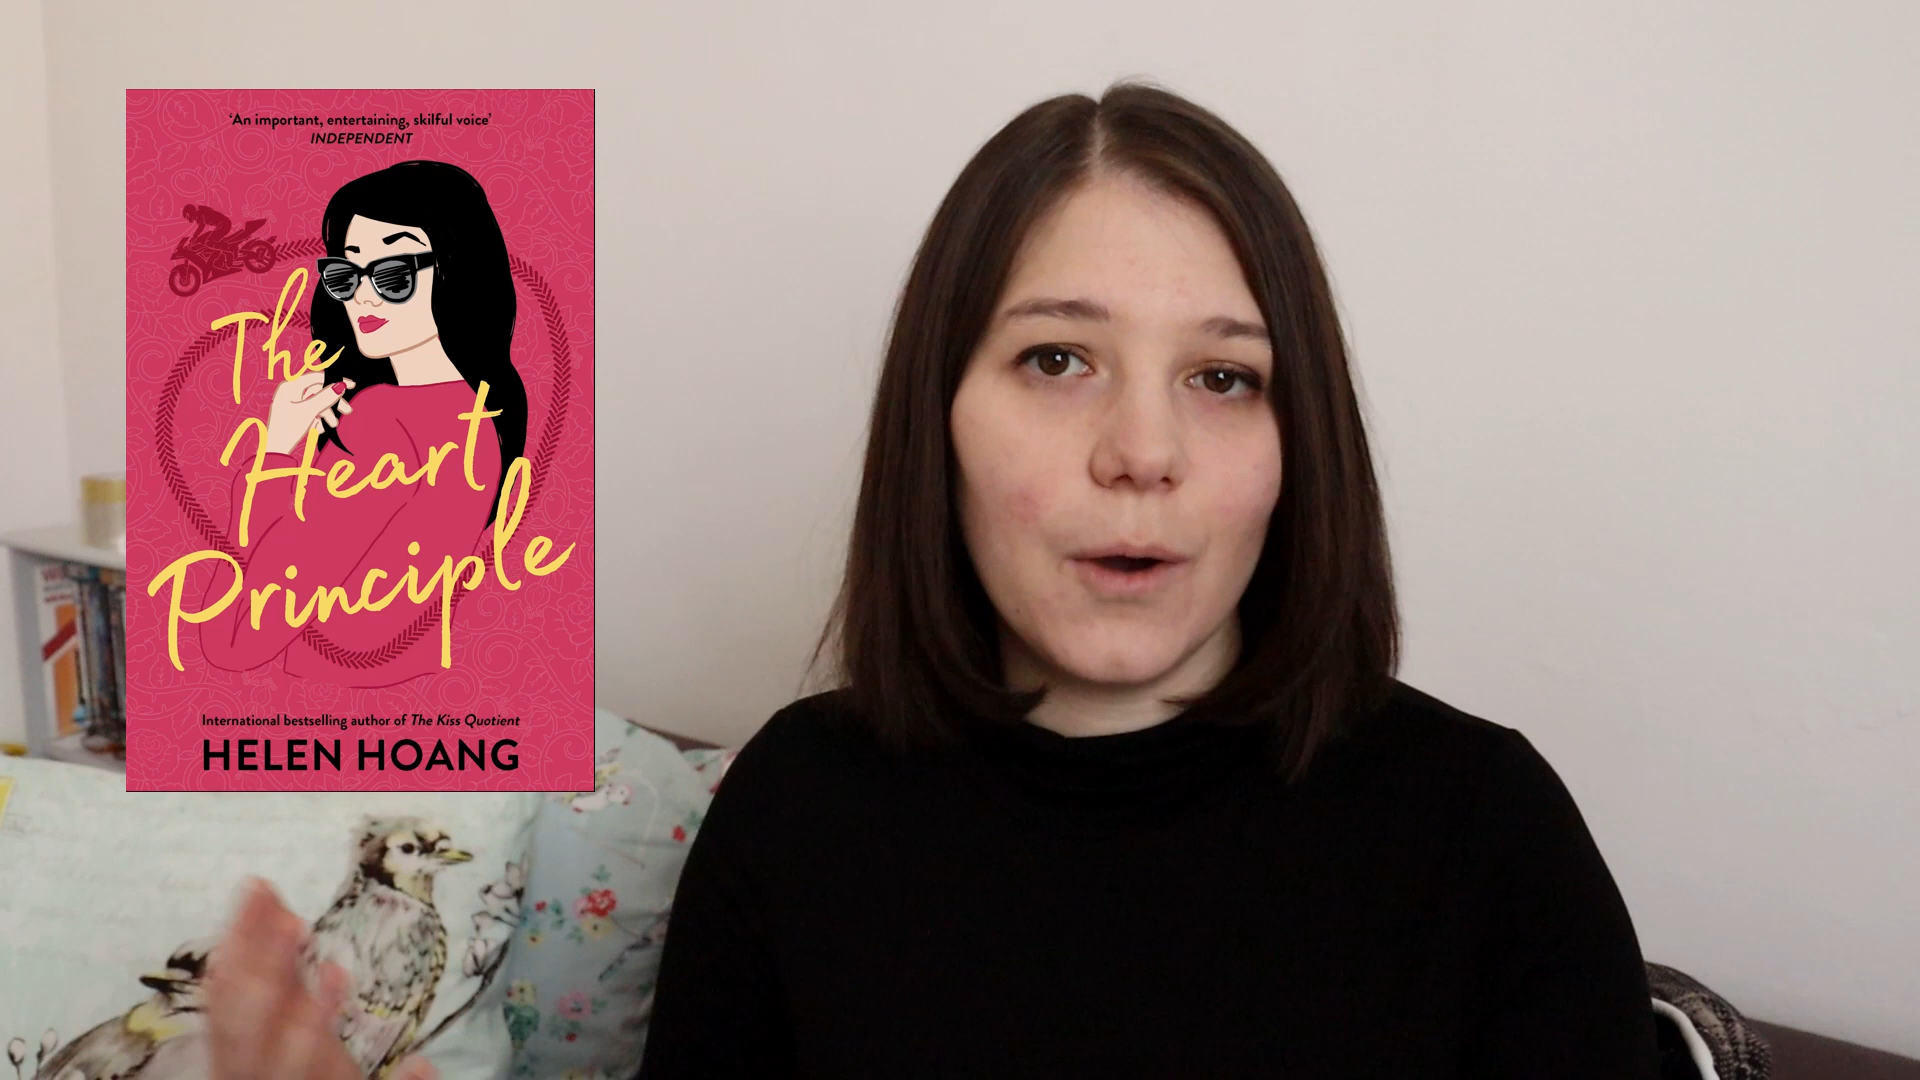 ‘An important, entertaining, skilful voice’
INDEPENDENT
The
Heart
Principle
International bestselling author of The Kiss Quotient
HELEN HOANG